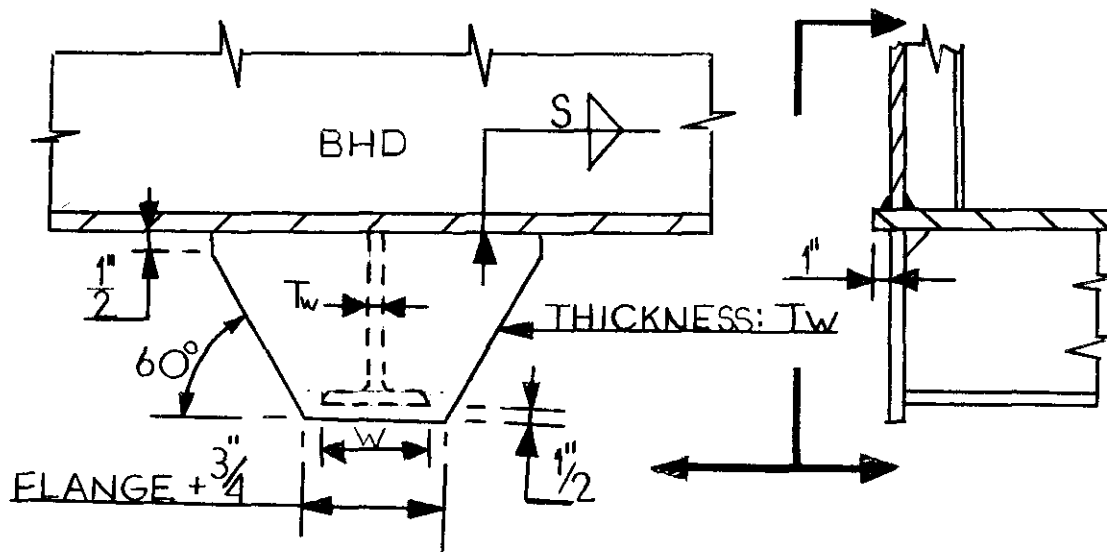 S
BHD
1"
1"
2
Tw
THICKNESS: Tw
60°
W
FLANGE + 3/4"
1"/2